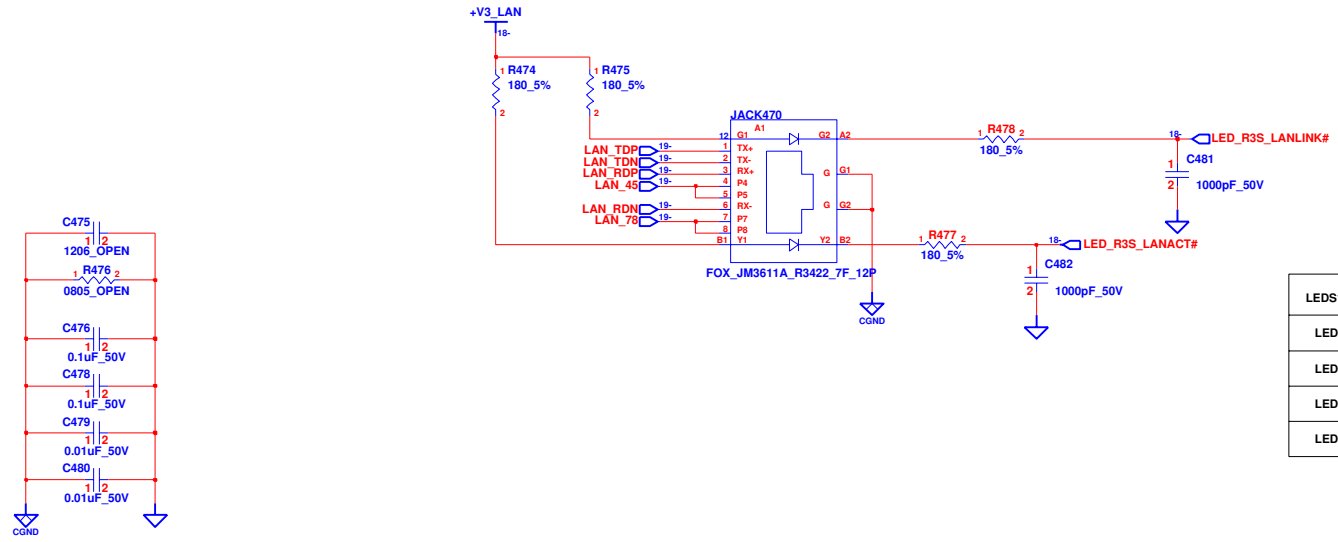 +V3_LAN
18-
1 R474
180_5%
2
1 R475
180_5%
2
JACK470
A1
12 G1 G2 A2
LAN_TDP 19- 1 TX+
LAN_TDN 19- 2 TX-
LAN_RDP 19- 3 RX+
LAN_45 19- 4 P4
5 P5
LAN_RDN 19- 6 RX-
LAN_78 19- 7 P7
8 P8
B1 Y1 Y2 B2
G G1
G G2
FOX_JM3611A_R3422_7F_12P
CGND
1 R478 2
180_5%
18- LED_R3S_LANLINK#
C481
1
2
1000pF_50V
1 R477 2
180_5%
18- LED_R3S_LANACT#
C482
1
2
1000pF_50V
C475
1 2
1206_OPEN
R476
1 2
0805_OPEN
C476
1 2
0.1uF_50V
C478
1 2
0.1uF_50V
C479
1 2
0.01uF_50V
C480
1 2
0.01uF_50V
CGND
LEDS
LED
LED
LED
LED